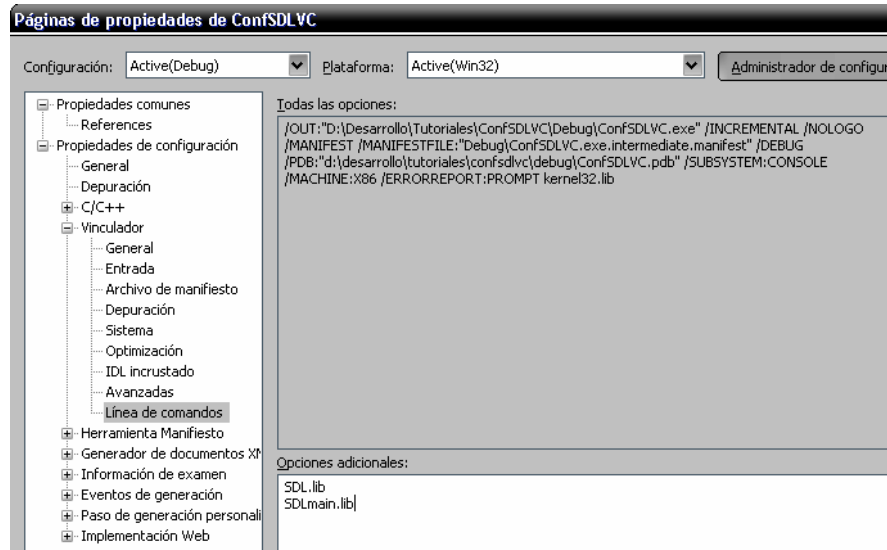 Páginas de propiedades de ConfSDLVC
Configuración: Active(Debug) Plataforma: Active(Win32) Administrador de configur
Propiedades comunes
References
Propiedades de configuración
General
Depuración
C/C++
Vinculador
General
Entrada
Archivo de manifiesto
Depuración
Sistema
Optimización
IDL incrustado
Avanzadas
Línea de comandos
Herramienta Manifiesto
Generador de documentos XM
Información de examen
Eventos de generación
Paso de generación personali
Implementación Web
Todas las opciones:
/OUT:"D:\Desarrollo\Tutoriales\ConfSDLVC\Debug\ConfSDLVC.exe" /INCREMENTAL /NOLOGO
/MANIFEST /MANIFESTFILE:"Debug\ConfSDLVC.exe.intermediate.manifest" /DEBUG
/PDB:"d:\desarrollo\tutoriales\confsdlvc\debug\ConfSDLVC.pdb" /SUBSYSTEM:CONSOLE
/MACHINE:X86 /ERRORREPORT:PROMPT kernel32.lib
Opciones adicionales:
SDL.lib
SDLmain.lib